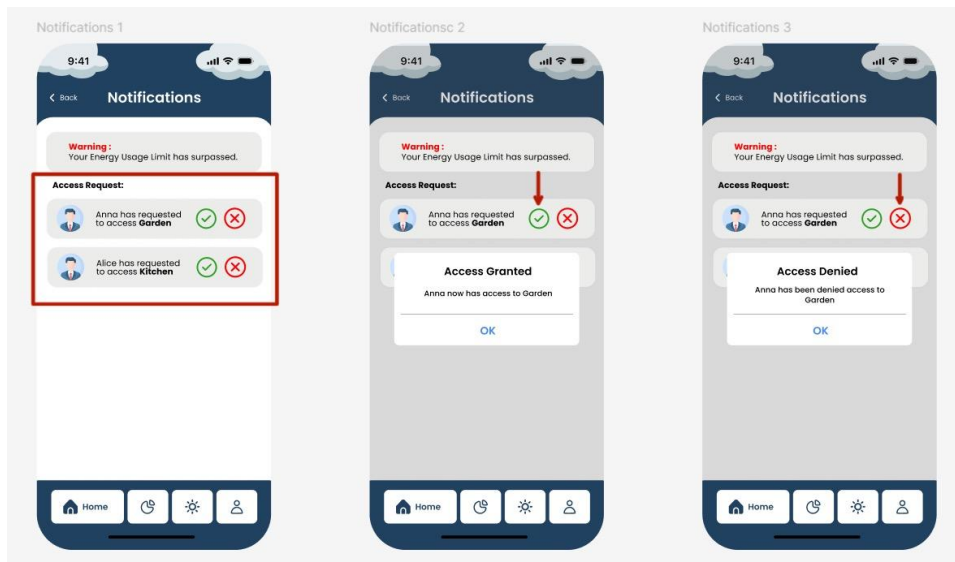 Notifications 1
9:41
Back
Notifications
Warning :
Your Energy Usage Limit has surpassed.
Access Request:
Anna has requested
to access Garden
Alice has requested
to access Kitchen
Home
Notificationsc 2
9:41
Back
Notifications
Warning :
Your Energy Usage Limit has surpassed.
Access Request:
Anna has requested
to access Garden
Access Granted
Anna now has access to Garden
OK
Home
Notifications 3
9:41
Back
Notifications
Warning :
Your Energy Usage Limit has surpassed.
Access Request:
Anna has requested
to access Garden
Access Denied
Anna has been denied access to
Garden
OK
Home